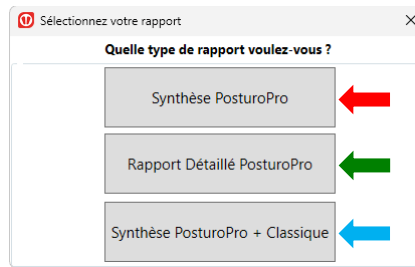 Sélectionnez votre rapport
Quelle type de rapport voulez-vous ?
Synthèse PosturoPro
Rapport Détaillé PosturoPro
Synthèse PosturoPro + Classique